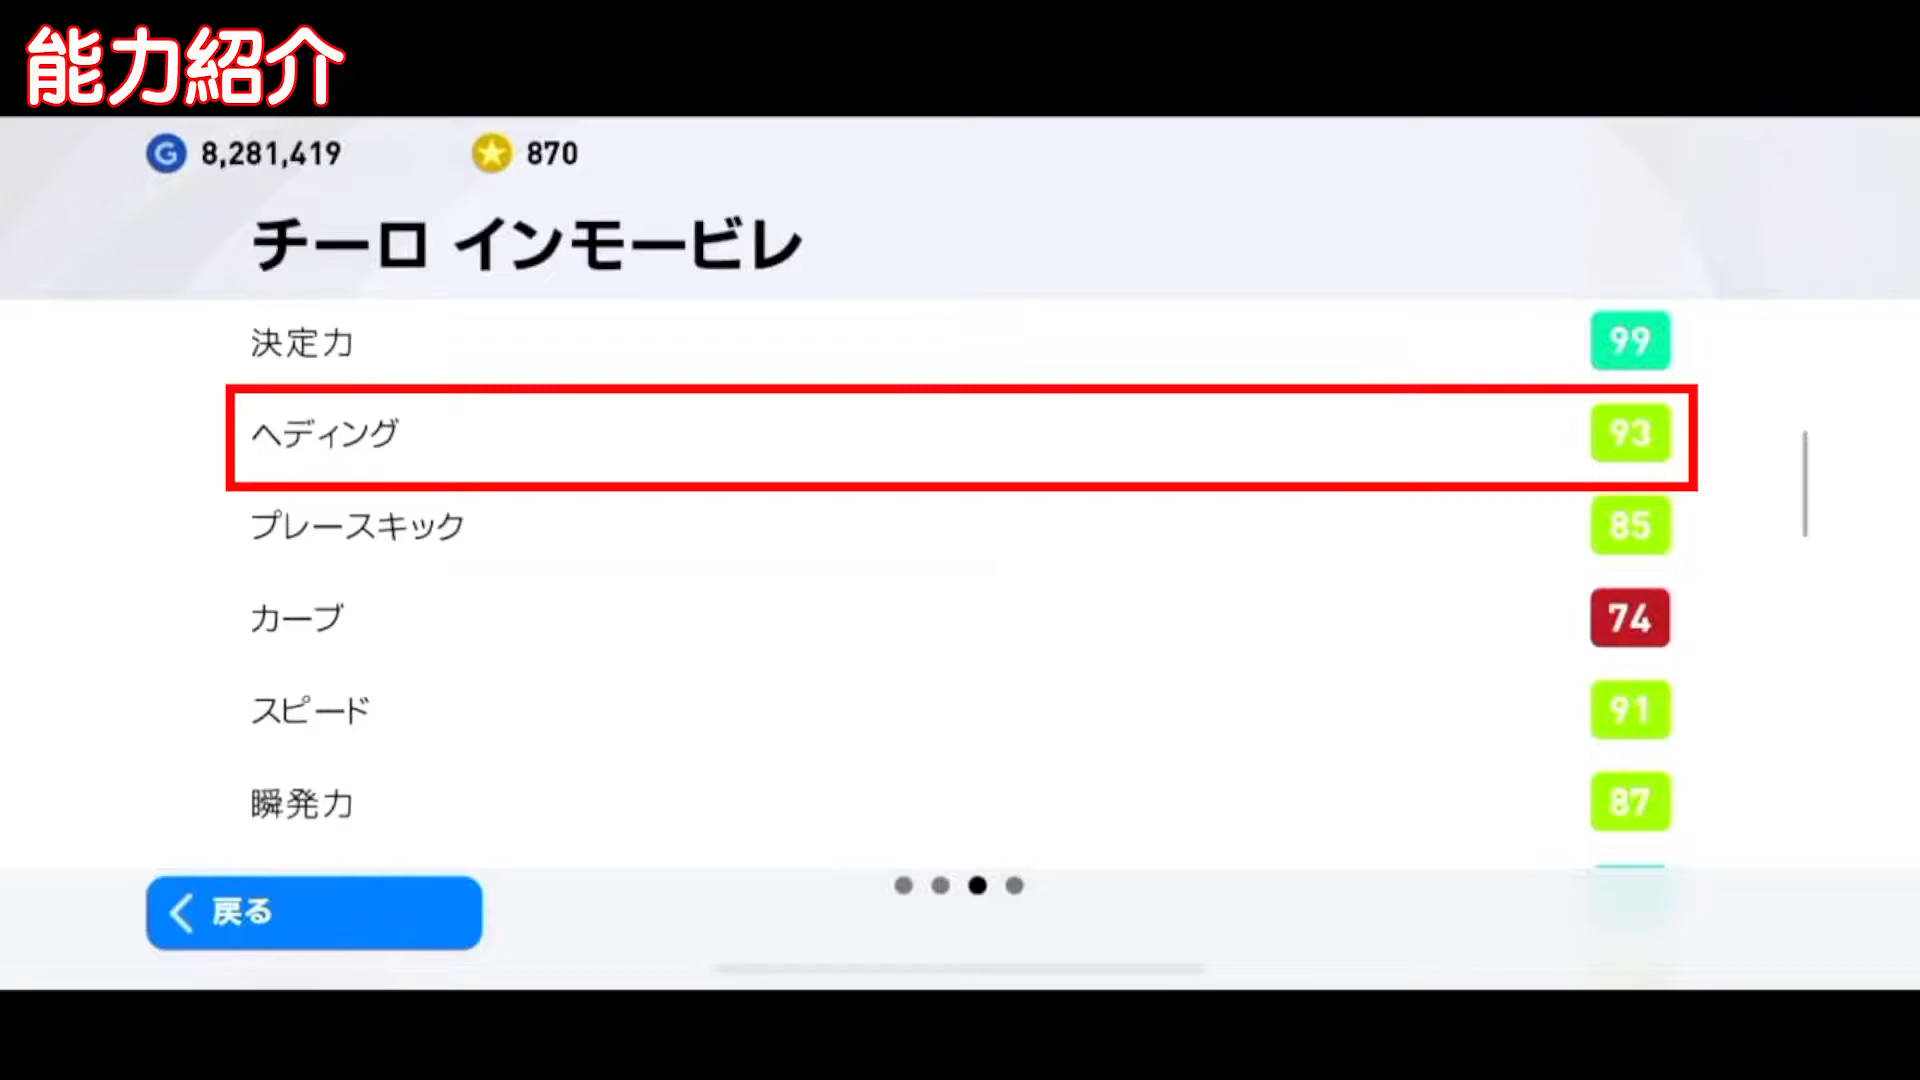 能力紹介
G 8,281,419 870
チーロ インモービレ
決定力 99
ヘディング 93
プレースキック 85
カーブ 74
スピード 91
瞬発力 87
戻る